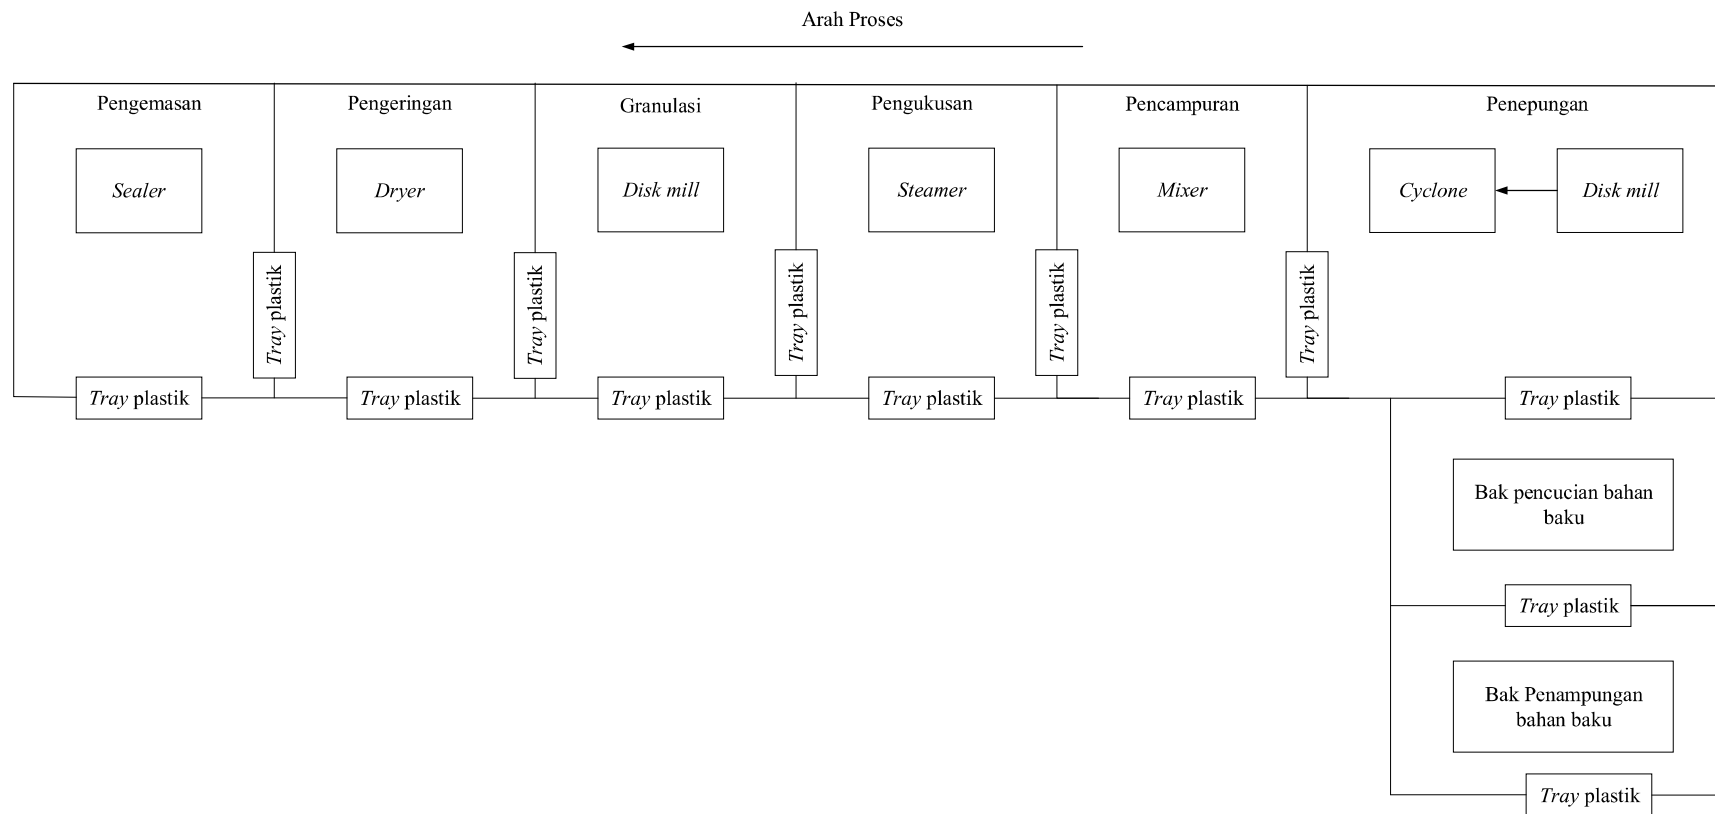 Arah Proses
Pengemasan
Pengeringan
Granulasi
Pengukusan
Pencampuran
Penepungan
Sealer
Dryer
Disk mill
Steamer
Mixer
Cyclone
Disk mill
Tray plastik
Tray plastik
Tray plastik
Tray plastik
Tray plastik
Tray plastik
Tray plastik
Tray plastik
Tray plastik
Tray plastik
Tray plastik
Bak pencucian bahan
baku
Tray plastik
Bak Penampungan
bahan baku
Tray plastik